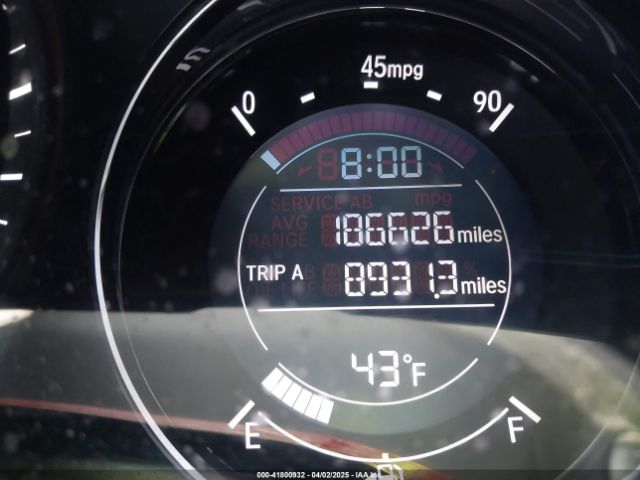 45mpg
0 90
8:00
SERVICE AB mpg
AVG
RANGE 186626 miles
TRIP A 8931.3 miles
43°F
E F
000-41800932 - 04/02/2025 - IAA Inc.